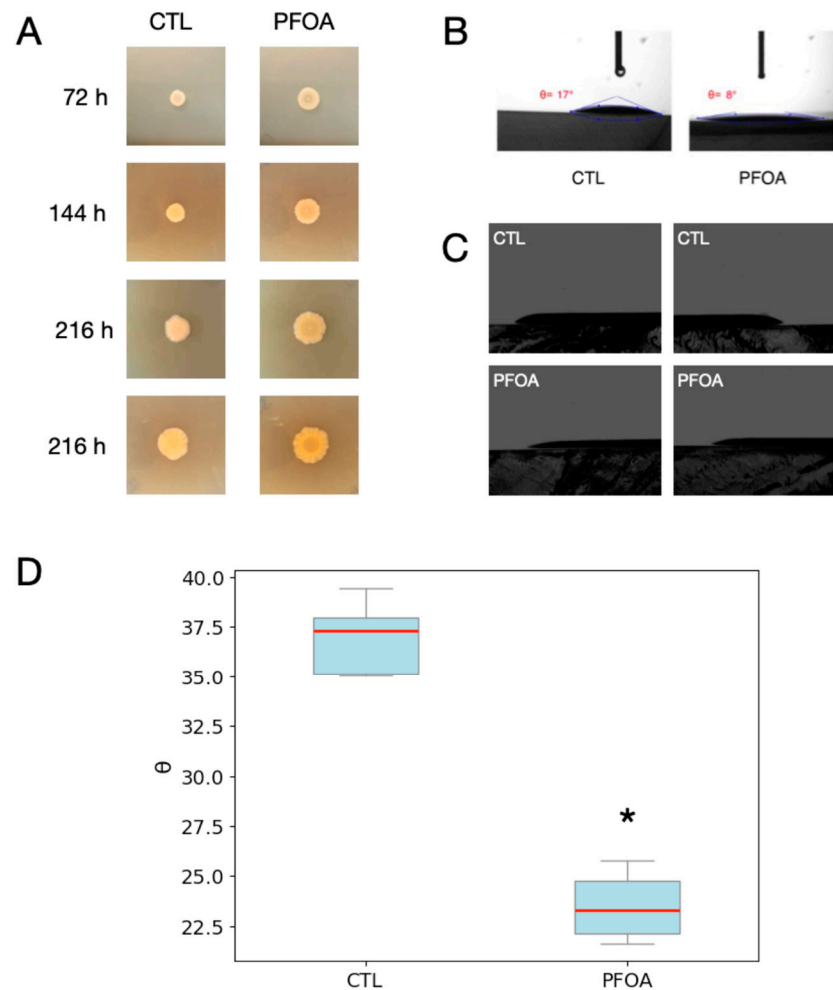 A
CTL PFOA
72 h
144 h
216 h
216 h
B
θ= 17°
θ= 8°
CTL
PFOA
C
CTL
CTL
PFOA
PFOA
D
40.0
37.5
35.0
32.5
30.0
27.5
25.0
22.5
θ
*
CTL
PFOA